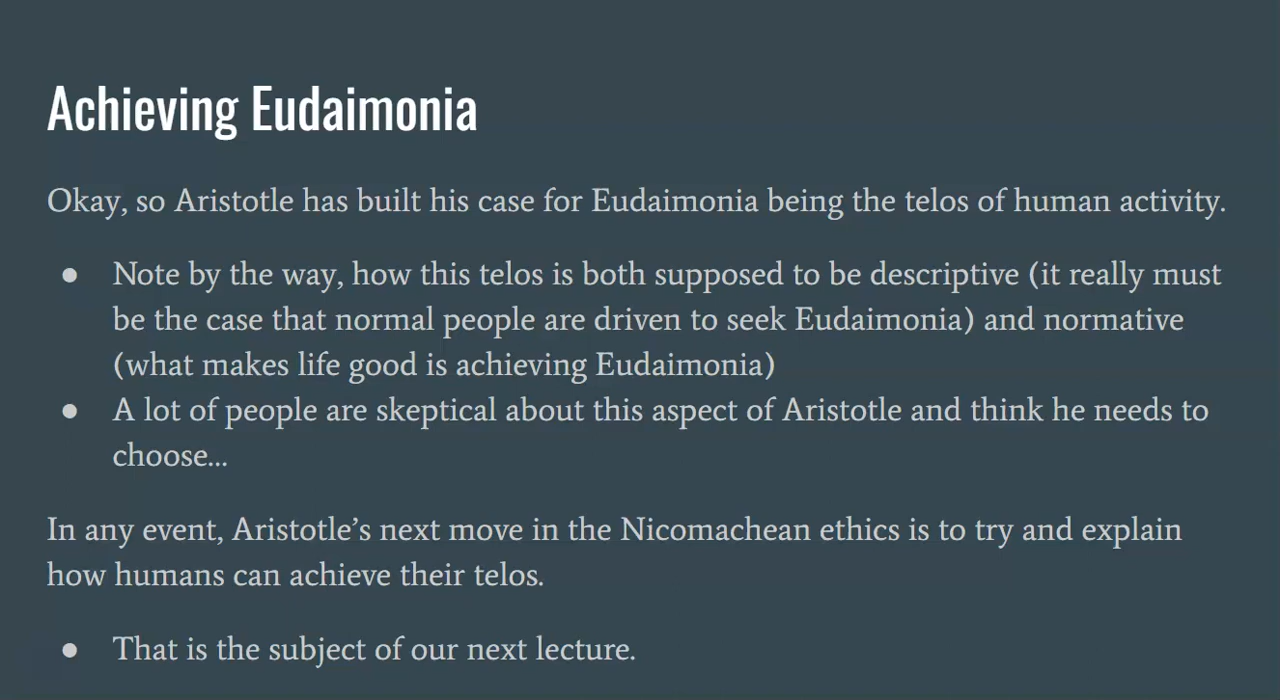 Achieving Eudaimonia
Okay, so Aristotle has built his case for Eudaimonia being the telos of human activity.
● Note by the way, how this telos is both supposed to be descriptive (it really must
be the case that normal people are driven to seek Eudaimonia) and normative
(what makes life good is achieving Eudaimonia)
● A lot of people are skeptical about this aspect of Aristotle and think he needs to
choose...
In any event, Aristotle’s next move in the Nicomachean ethics is to try and explain
how humans can achieve their telos.
● That is the subject of our next lecture.